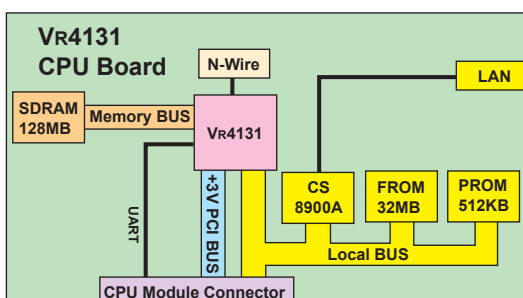 VR4131
CPU Board
N-Wire
LAN
SDRAM
128MB
Memory BUS
VR4131
CS
8900A
FROM
32MB
PROM
512KB
UART
+3V PCI BUS
Local BUS
CPU Module Connector